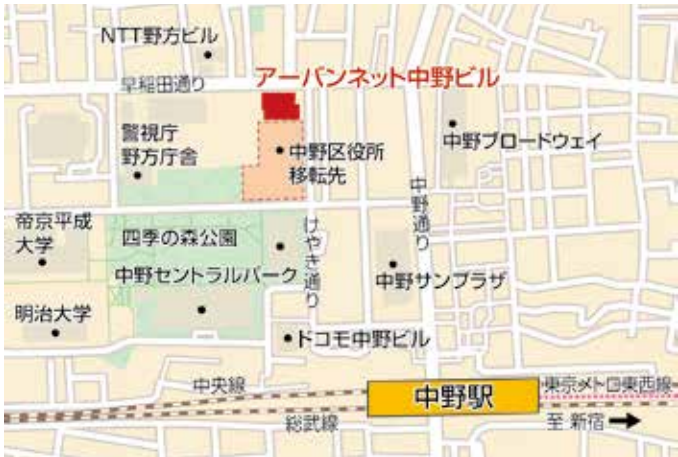 NTT野方ビル
早稲田通り
アーバンネット中野ビル
警視庁
野方庁舎
中野区役所
移転先
中野ブロードウェイ
中野通り
帝京平成
大学
四季の森公園
けやき通り
中野セントラルパーク
中野サンプラザ
明治大学
ドコモ中野ビル
中央線
中野駅
東京メトロ東西線
総武線
至 新宿